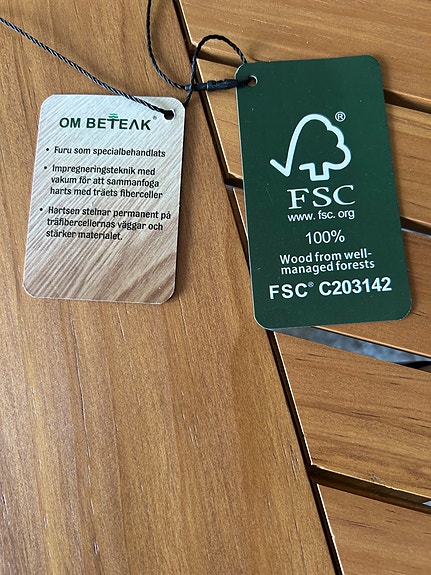 OM BETEAK®
• Furu som specialbehandlats
• Impregneringsteknik med
vakum för att sammanfoga
harts med träets fiberceller
• Hartsen stelnar permanent på
träfibercellernas väggar och
stärker materialet.
®
FSC
www. fsc. org
100%
Wood from well-
managed forests
FSC® C203142